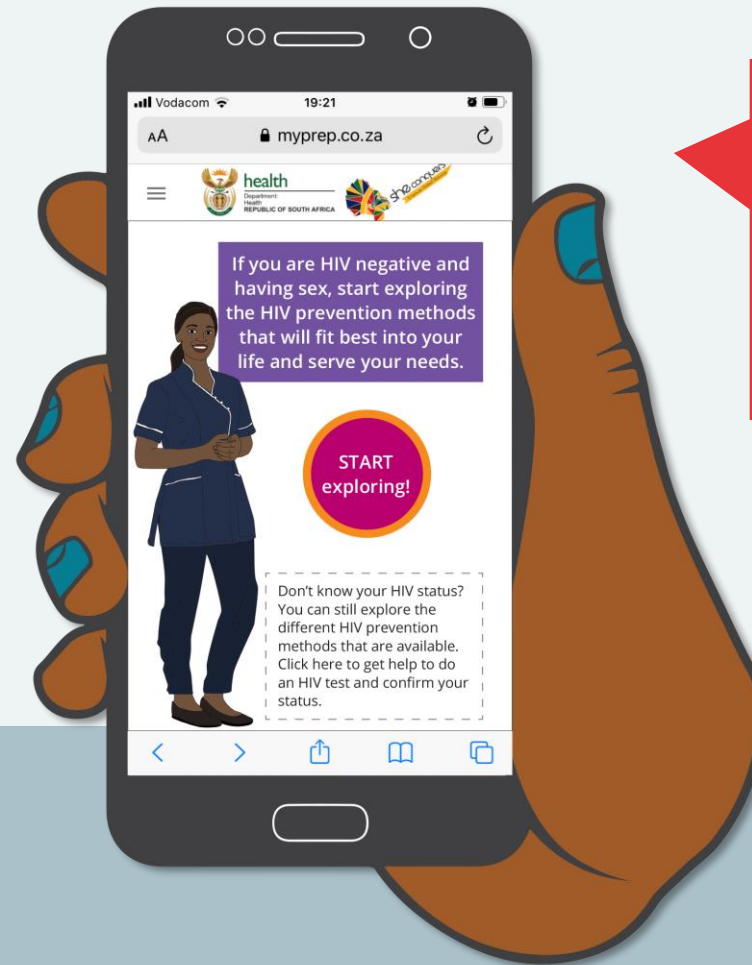 Vodacom 19:21
AA myprep.co.za
health
Department:
Health
REPUBLIC OF SOUTH AFRICA
she conquers
If you are HIV negative and
having sex, start exploring
the HIV prevention methods
that will fit best into your
life and serve your needs.
START
exploring!
Don't know your HIV status?
You can still explore the
different HIV prevention
methods that are available.
Click here to get help to do
an HIV test and confirm your
status.